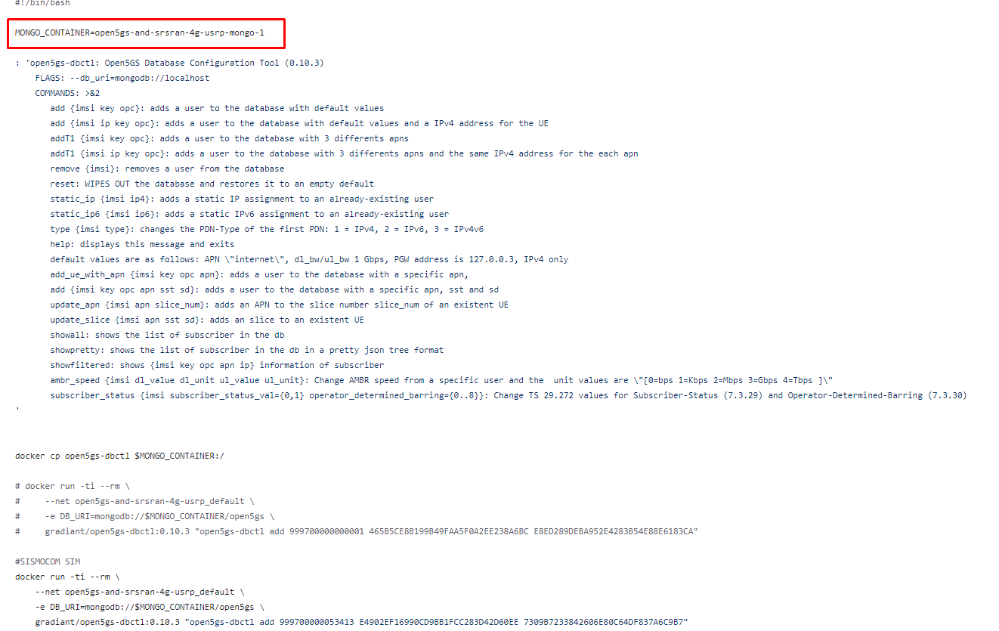 #!/bin/bash
MONGO_CONTAINER=open5gs-and-srsran-4g-usrp-mongo-1
: 'open5gs-dbctl: Open5GS Database Configuration Tool (0.10.3)
FLAGS: --db_uri=mongodb://localhost
COMMANDS: >&2
add {imsi key opc}: adds a user to the database with default values
add {imsi ip key opc}: adds a user to the database with default values and a IPv4 address for the UE
addT1 {imsi key opc}: adds a user to the database with 3 differents apns
addT1 {imsi ip key opc}: adds a user to the database with 3 differents apns and the same IPv4 address for the each apn
remove {imsi}: removes a user from the database
reset: WIPES OUT the database and restores it to an empty default
static_ip {imsi ip4}: adds a static IP assignment to an already-existing user
static_ip6 {imsi ip6}: adds a static IPv6 assignment to an already-existing user
type {imsi type}: changes the PDN-Type of the first PDN: 1 = IPv4, 2 = IPv6, 3 = IPv4v6
help: displays this message and exits
default values are as follows: APN \"internet\", dl_bw/ul_bw 1 Gbps, PGW address is 127.0.0.3, IPv4 only
add_ue_with_apn {imsi key opc apn}: adds a user to the database with a specific apn,
add {imsi key opc apn sst sd}: adds a user to the database with a specific apn, sst and sd
update_apn {imsi apn slice_num}: adds an APN to the slice number slice_num of an existent UE
update_slice {imsi apn sst sd}: adds an slice to an existent UE
showall: shows the list of subscriber in the db
showpretty: shows the list of subscriber in the db in a pretty json tree format
showfiltered: shows {imsi key opc apn ip} information of subscriber
ambr_speed {imsi dl_value dl_unit ul_value ul_unit}: Change AMBR speed from a specific user and the  unit values are \"[0=bps 1=Kbps 2=Mbps 3=Gbps 4=Tbps ]\"
subscriber_status {imsi subscriber_status_val={0,1} operator_determined_barring={0..8}}: Change TS 29.272 values for Subscriber-Status (7.3.29) and Operator-Determined-Barring (7.3.30)
'
docker cp open5gs-dbctl $MONGO_CONTAINER:/
# docker run -ti --rm \
#     --net open5gs-and-srsran-4g-usrp_default \
#     -e DB_URI=mongodb://$MONGO_CONTAINER/open5gs \
#     gradiant/open5gs-dbctl:0.10.3 "open5gs-dbctl add 999700000000001 465B5CE8B199B49FAA5F0A2EE238A6BC E8ED289DEBA952E4283B54E88E6183CA"
#SISMOCOM SIM
docker run -ti --rm \
--net open5gs-and-srsran-4g-usrp_default \
-e DB_URI=mongodb://$MONGO_CONTAINER/open5gs \
gradiant/open5gs-dbctl:0.10.3 "open5gs-dbctl add 999700000053413 E4902EF16990CD9BB1FCC283D42D60EE 7309B7233842606E80C64DF837A6C9B7"